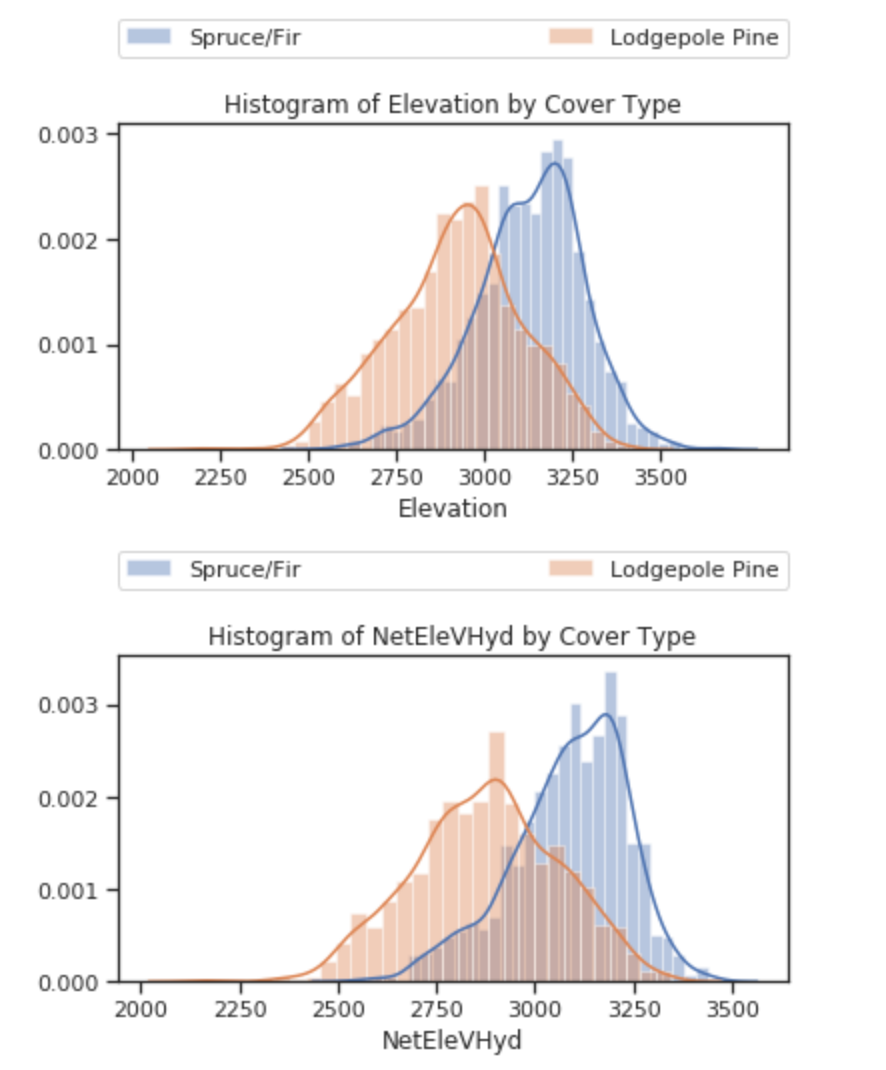 Spruce/Fir Lodgepole Pine
Histogram of Elevation by Cover Type
0.003
0.002
0.001
0.000
2000 2250 2500 2750 3000 3250 3500
Elevation
Spruce/Fir Lodgepole Pine
Histogram of NetEleVHyd by Cover Type
0.003
0.002
0.001
0.000
2000 2250 2500 2750 3000 3250 3500
NetEleVHyd